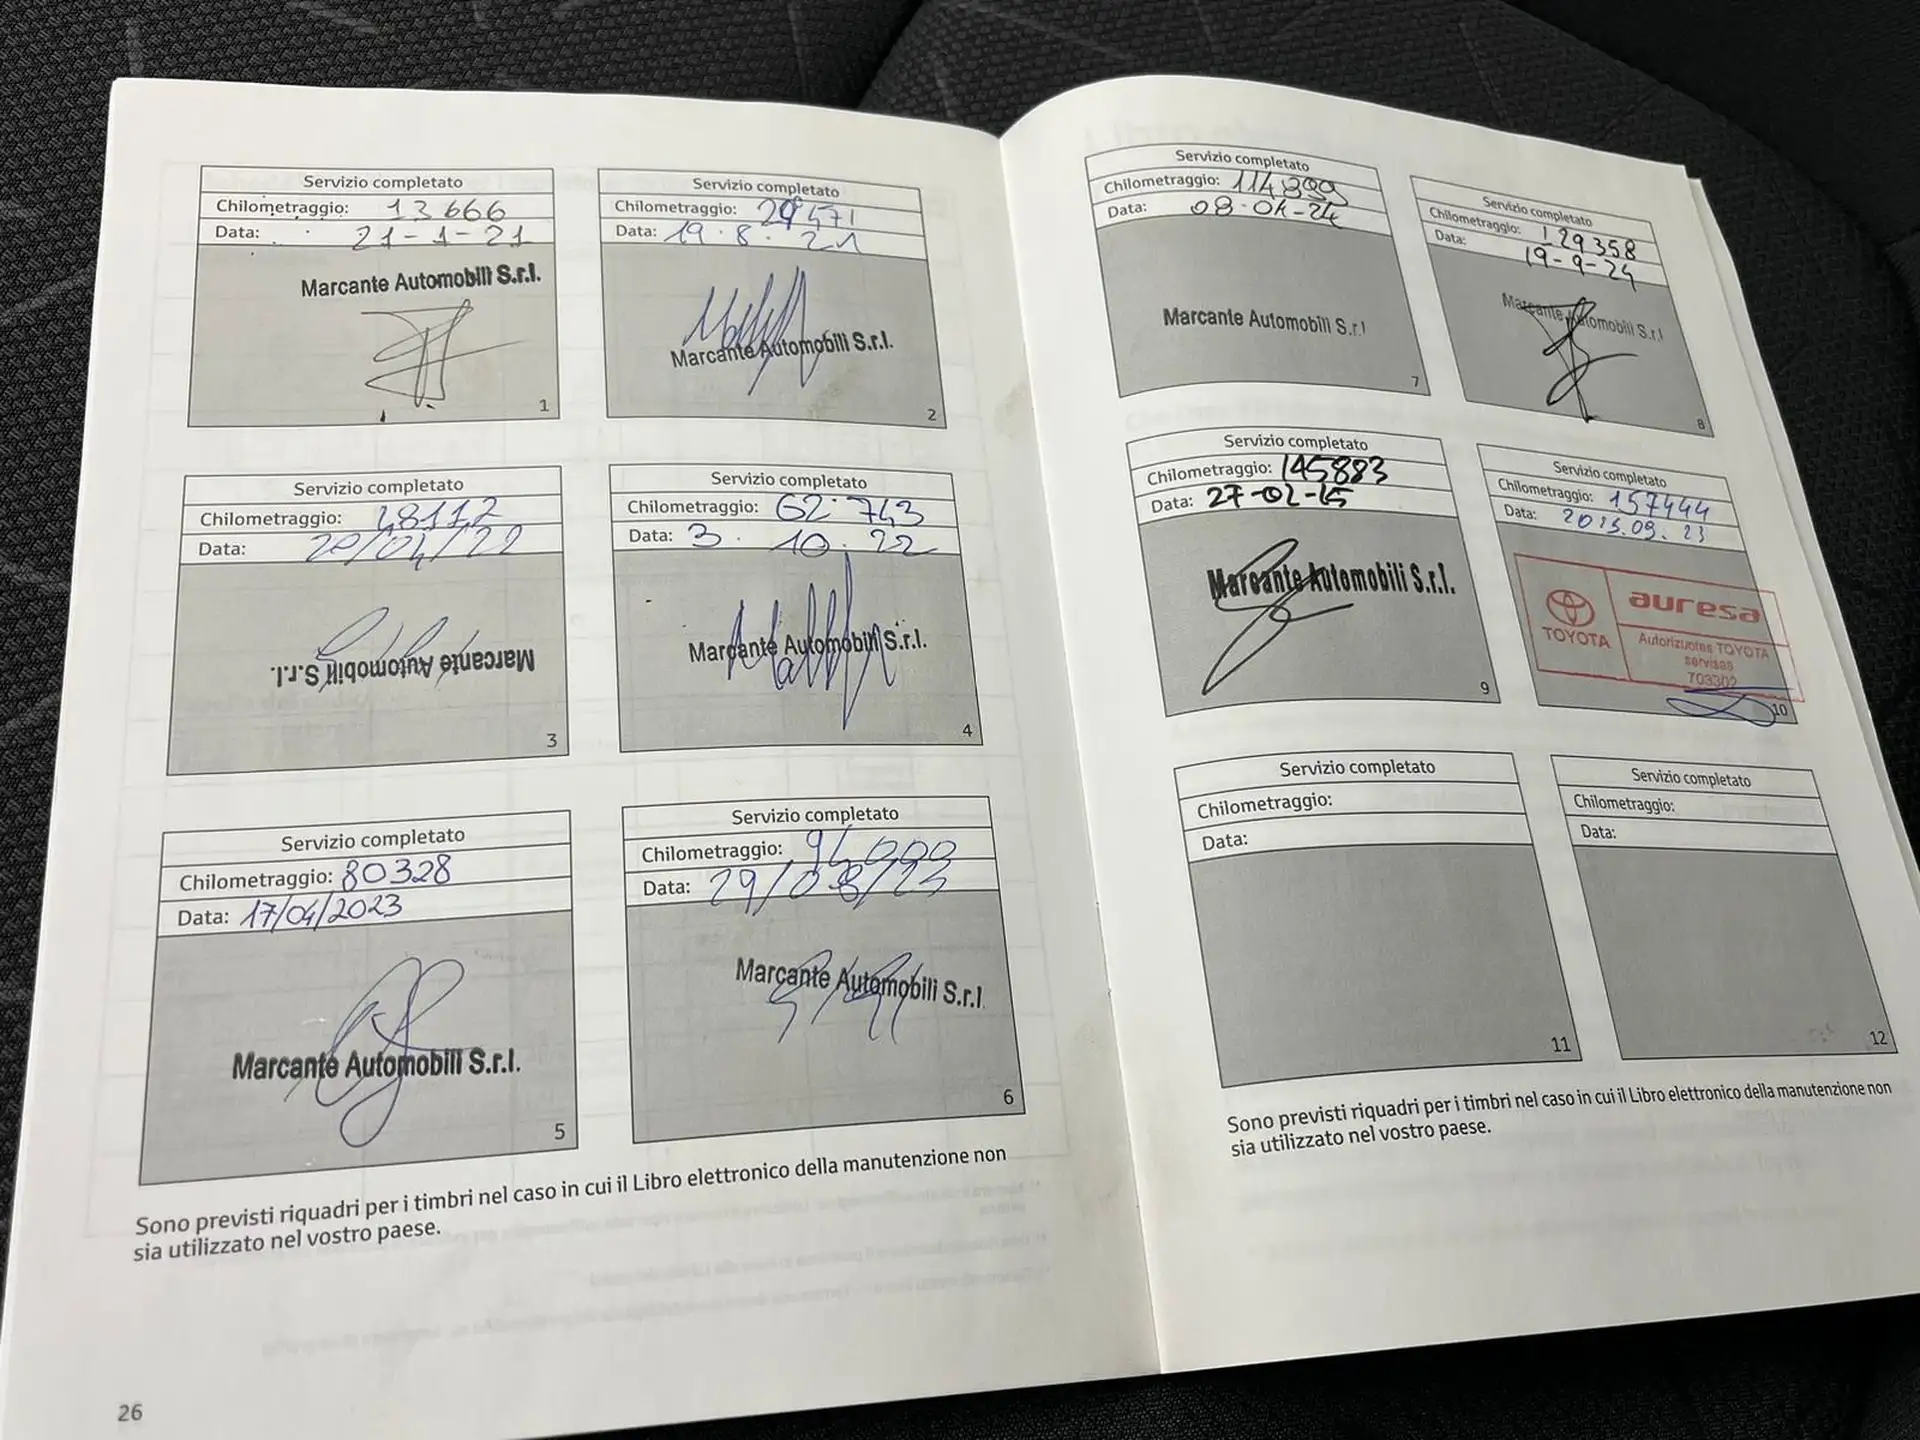 Servizio completato
Chilometraggio: 13666
Data: 21-1-21
Marcante Automobili S.r.l.
1
Servizio completato
Chilometraggio:
Data: 19.8.21
Marcante Automobili S.r.l.
2
Servizio completato
Chilometraggio: 48112
Data: 20/04/22
Marcante Automobili S.r.l.
3
Servizio completato
Chilometraggio: 62.743
Data: 3.10.22
Marcante Automobili S.r.l.
4
Servizio completato
Chilometraggio: 80328
Data: 17/04/2023
Marcante Automobili S.r.l.
5
Servizio completato
Chilometraggio:
Data: 29/08/23
Marcante Automobili S.r.l
6
Sono previsti riquadri per i timbri nel caso in cui il Libro elettronico della manutenzione non
sia utilizzato nel vostro paese.
26
Servizio completato
Chilometraggio:
Data: 08-04-24
Marcante Automobili S.r.l
7
Servizio completato
Chilometraggio: 129358
Data: 19-9-24
Marcante Automobili S.r.l
8
Servizio completato
Chilometraggio: 145883
Data: 27-02-15
Marcante Automobili S.r.l.
9
Servizio completato
Chilometraggio: 157444
Data:
TOYOTA
auresa
Autorizuotas TOYOTA
servisas
703302
10
Servizio completato
Chilometraggio:
Data:
11
Servizio completato
Chilometraggio:
Data:
12
Sono previsti riquadri per i timbri nel caso in cui il Libro elettronico della manutenzione non
sia utilizzato nel vostro paese.